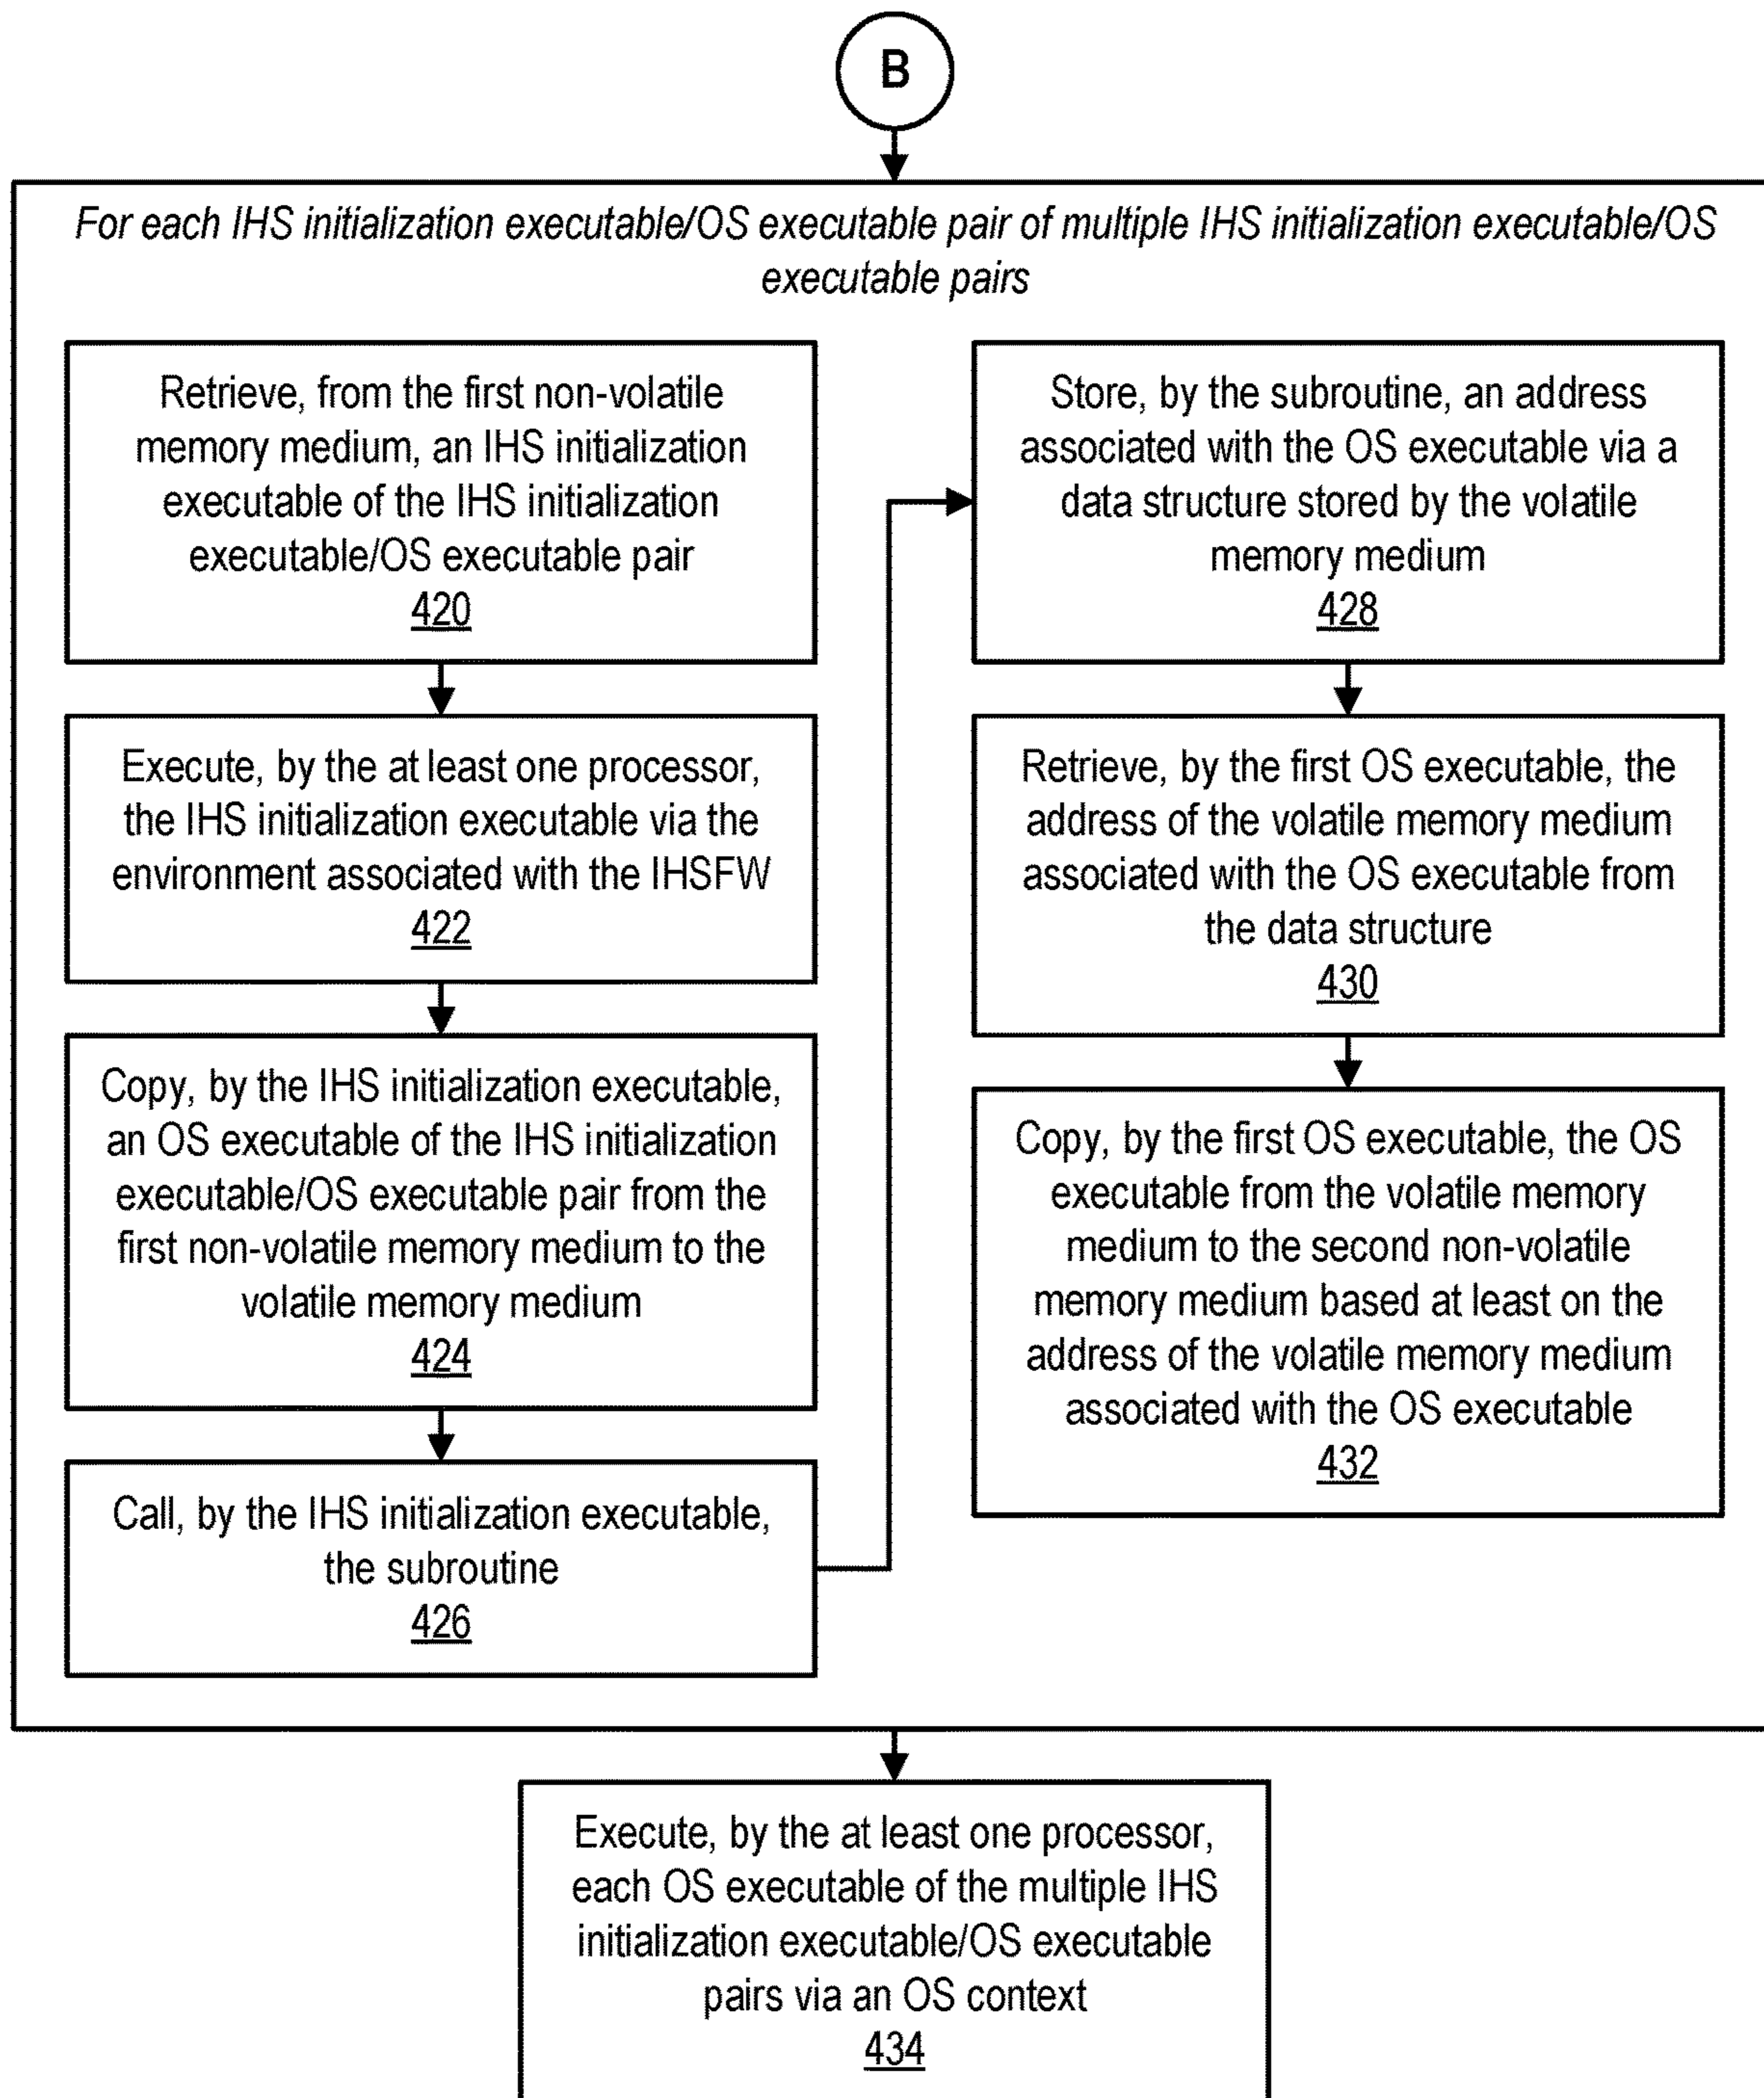 B
For each IHS initialization executable/OS executable pair of multiple IHS initialization executable/OS
executable pairs
Retrieve, from the first non-volatile
memory medium, an IHS initialization
executable of the IHS initialization
executable/OS executable pair
420
Execute, by the at least one processor,
the IHS initialization executable via the
environment associated with the IHSFW
422
Copy, by the IHS initialization executable,
an OS executable of the IHS initialization
executable/OS executable pair from the
first non-volatile memory medium to the
volatile memory medium
424
Call, by the IHS initialization executable,
the subroutine
426
Store, by the subroutine, an address
associated with the OS executable via a
data structure stored by the volatile
memory medium
428
Retrieve, by the first OS executable, the
address of the volatile memory medium
associated with the OS executable from
the data structure
430
Copy, by the first OS executable, the OS
executable from the volatile memory
medium to the second non-volatile
memory medium based at least on the
address of the volatile memory medium
associated with the OS executable
432
Execute, by the at least one processor,
each OS executable of the multiple IHS
initialization executable/OS executable
pairs via an OS context
434